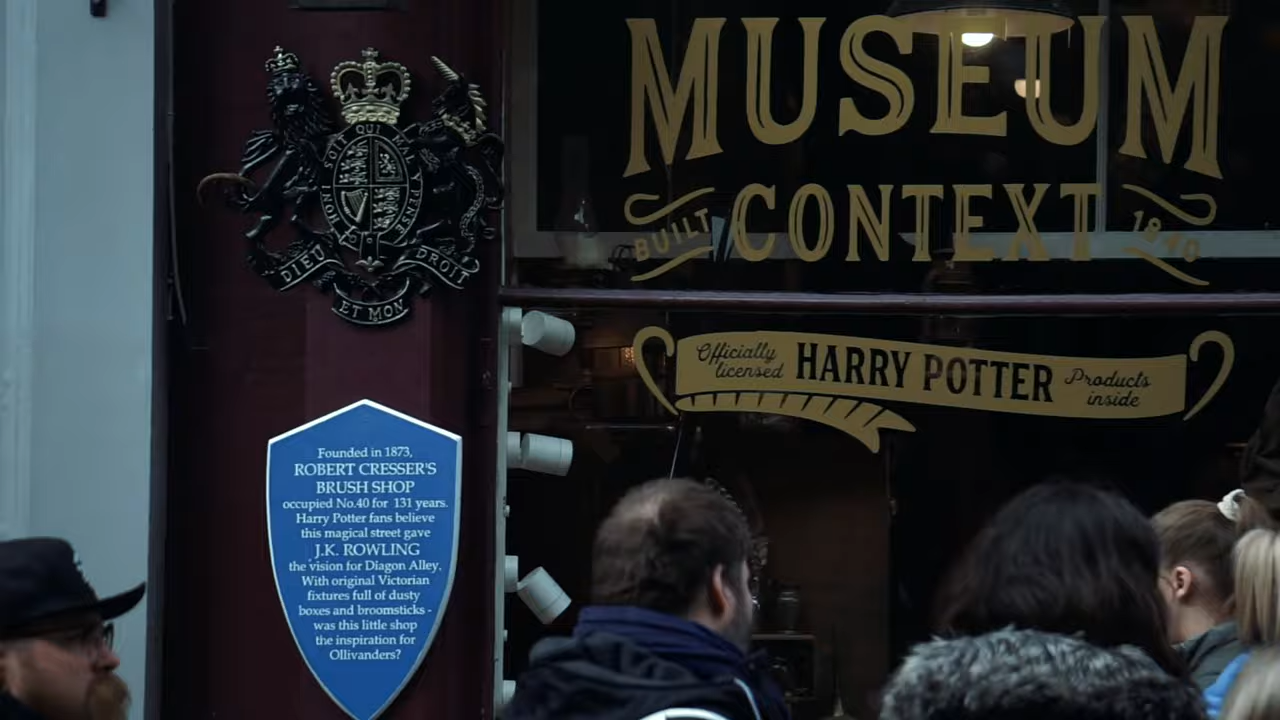 MUSEUM
BUILT CONTEXT 1840
Officially licensed HARRY POTTER Products inside
HONI SOIT QUI MAL Y PENSE
DIEU ET MON DROIT
Founded in 1873,
ROBERT CRESSER'S
BRUSH SHOP
occupied No.40 for 131 years.
Harry Potter fans believe
this magical street gave
J.K. ROWLING
the vision for Diagon Alley.
With original Victorian
fixtures full of dusty
boxes and broomsticks -
was this little shop
the inspiration for
Ollivanders?